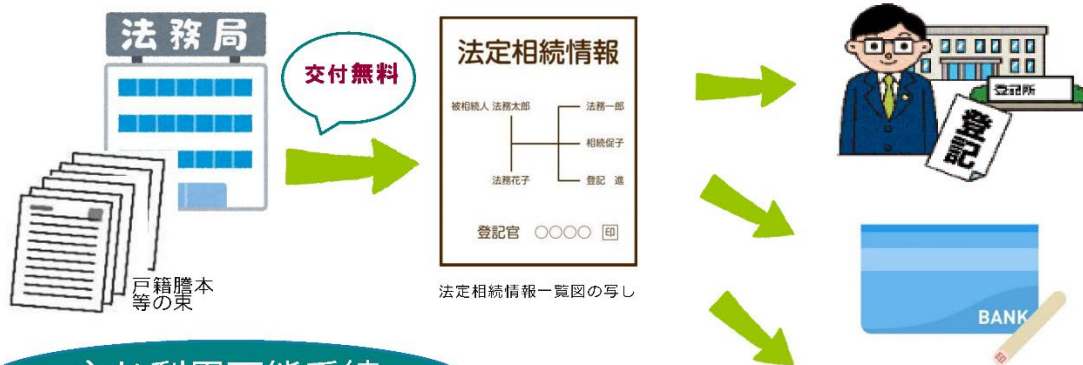 法務局
交付無料
戸籍謄本
等の束
法定相続情報
被相続人 法務太郎
法務一郎
相続促子
法務花子
登記 進
登記官 ○○○○ 印
法定相続情報一覧図の写し
登記所
登記
BANK
印